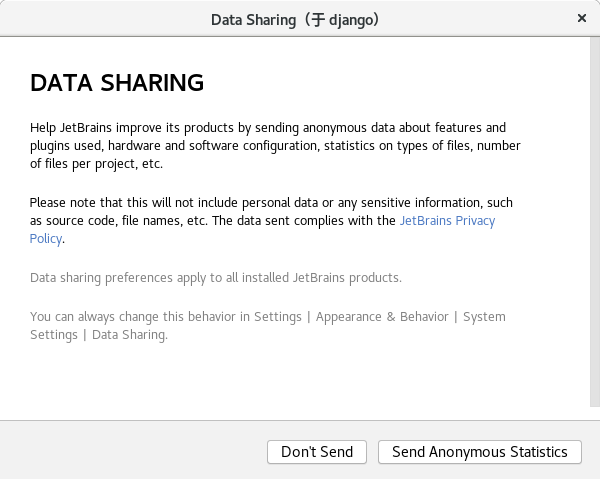 Data Sharing（于 django）
DATA SHARING
Help JetBrains improve its products by sending anonymous data about features and
plugins used, hardware and software configuration, statistics on types of files, number
of files per project, etc.
Please note that this will not include personal data or any sensitive information, such
as source code, file names, etc. The data sent complies with the JetBrains Privacy
Policy.
Data sharing preferences apply to all installed JetBrains products.
You can always change this behavior in Settings | Appearance & Behavior | System
Settings | Data Sharing.
Don't Send
Send Anonymous Statistics